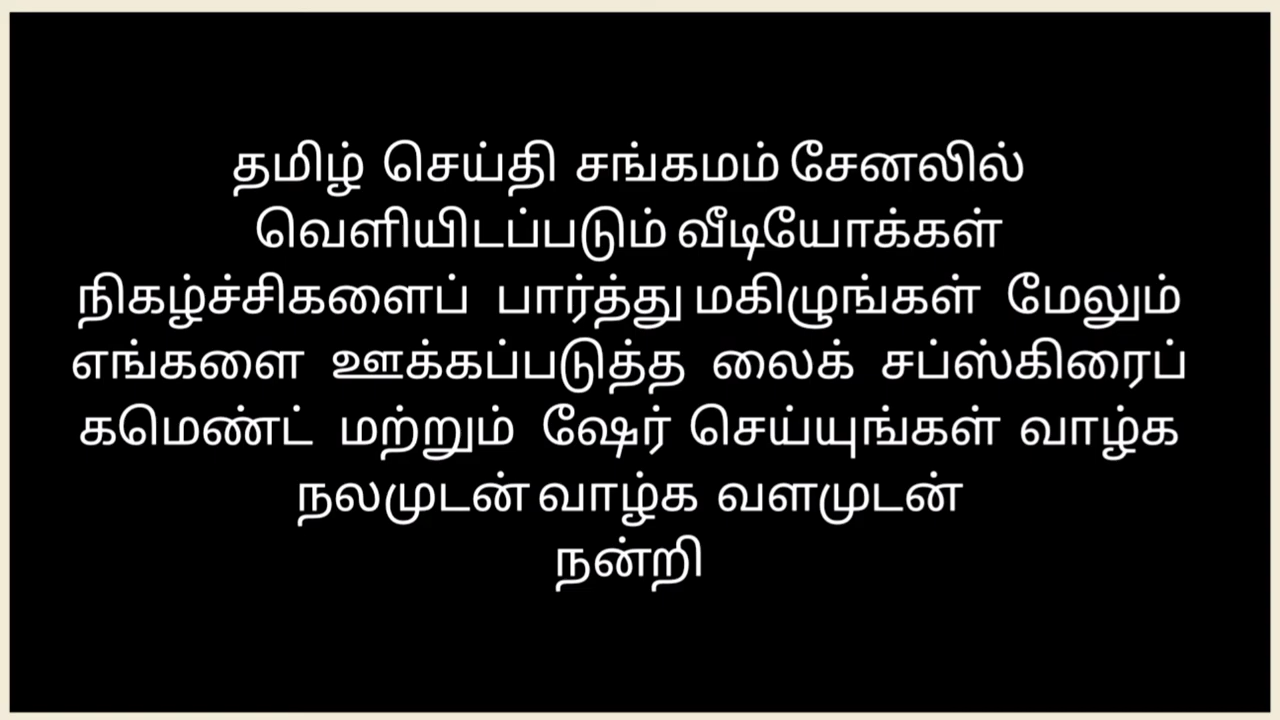 தமிழ் செய்தி சங்கமம் சேனலில்
வெளியிடப்படும் வீடியோக்கள்
நிகழ்ச்சிகளைப் பார்த்து மகிழுங்கள் மேலும்
எங்களை ஊக்கப்படுத்த லைக் சப்ஸ்கிரைப்
கமெண்ட் மற்றும் ஷேர் செய்யுங்கள் வாழ்க
நலமுடன் வாழ்க வளமுடன்
நன்றி